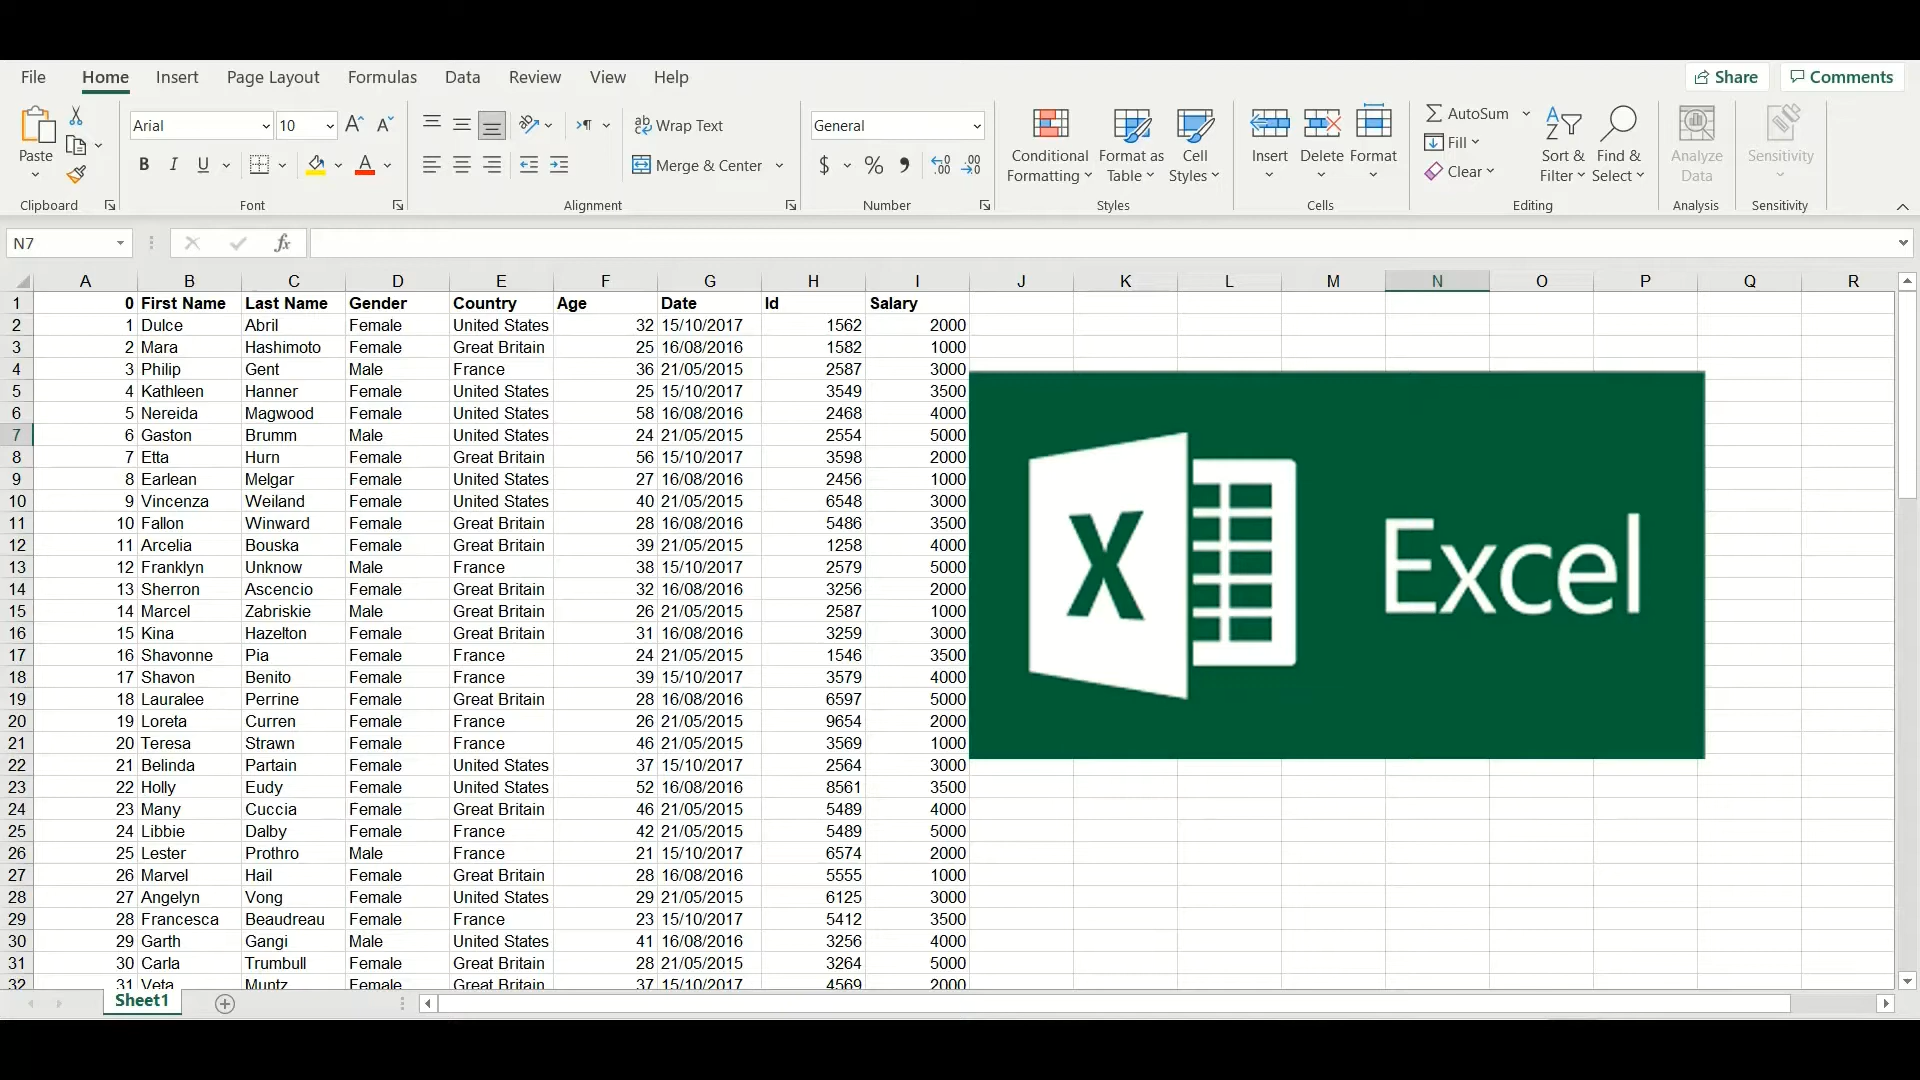 File Home Insert Page Layout Formulas Data Review View Help Share Comments
Arial 10 Wrap Text General AutoSum
Paste Conditional Formatting Format as Table Cell Styles Insert Delete Format Fill Sort & Filter Find & Select Analyze Data Sensitivity
B I U A Merge & Center $ % Clear
Clipboard Font Alignment Number Styles Cells Editing Analysis Sensitivity
N7 fx
A B C D E F G H I J K L M N O P Q R
1 0 First Name Last Name Gender Country Age Date Id Salary
2 1 Dulce Abril Female United States 32 15/10/2017 1562 2000
3 2 Mara Hashimoto Female Great Britain 25 16/08/2016 1582 1000
4 3 Philip Gent Male France 36 21/05/2015 2587 3000
5 4 Kathleen Hanner Female United States 25 15/10/2017 3549 3500
6 5 Nereida Magwood Female United States 58 16/08/2016 2468 4000
7 6 Gaston Brumm Male United States 24 21/05/2015 2554 5000
8 7 Etta Hurn Female Great Britain 56 15/10/2017 3598 2000
9 8 Earlean Melgar Female United States 27 16/08/2016 2456 1000
10 9 Vincenza Weiland Female United States 40 21/05/2015 6548 3000
11 10 Fallon Winward Female Great Britain 28 16/08/2016 5486 3500
12 11 Arcelia Bouska Female Great Britain 39 21/05/2015 1258 4000
13 12 Franklyn Unknow Male France 38 15/10/2017 2579 5000
14 13 Sherron Ascencio Female Great Britain 32 16/08/2016 3256 2000
15 14 Marcel Zabriskie Male Great Britain 26 21/05/2015 2587 1000
16 15 Kina Hazelton Female Great Britain 31 16/08/2016 3259 3000
17 16 Shavonne Pia Female France 24 21/05/2015 1546 3500
18 17 Shavon Benito Female France 39 15/10/2017 3579 4000
19 18 Lauralee Perrine Female Great Britain 28 16/08/2016 6597 5000
20 19 Loreta Curren Female France 26 21/05/2015 9654 2000
21 20 Teresa Strawn Female France 46 21/05/2015 3569 1000
22 21 Belinda Partain Female United States 37 15/10/2017 2564 3000
23 22 Holly Eudy Female United States 52 16/08/2016 8561 3500
24 23 Many Cuccia Female Great Britain 46 21/05/2015 5489 4000
25 24 Libbie Dalby Female France 42 21/05/2015 5489 5000
26 25 Lester Prothro Male France 21 15/10/2017 6574 2000
27 26 Marvel Hail Female Great Britain 28 16/08/2016 5555 1000
28 27 Angelyn Vong Female United States 29 21/05/2015 6125 3000
29 28 Francesca Beaudreau Female France 23 15/10/2017 5412 3500
30 29 Garth Gangi Male United States 41 16/08/2016 3256 4000
31 30 Carla Trumbull Female Great Britain 28 21/05/2015 3264 5000
32 31 Veta Muntz Female Great Britain 37 15/10/2017 4569 2000
X Excel
Sheet1